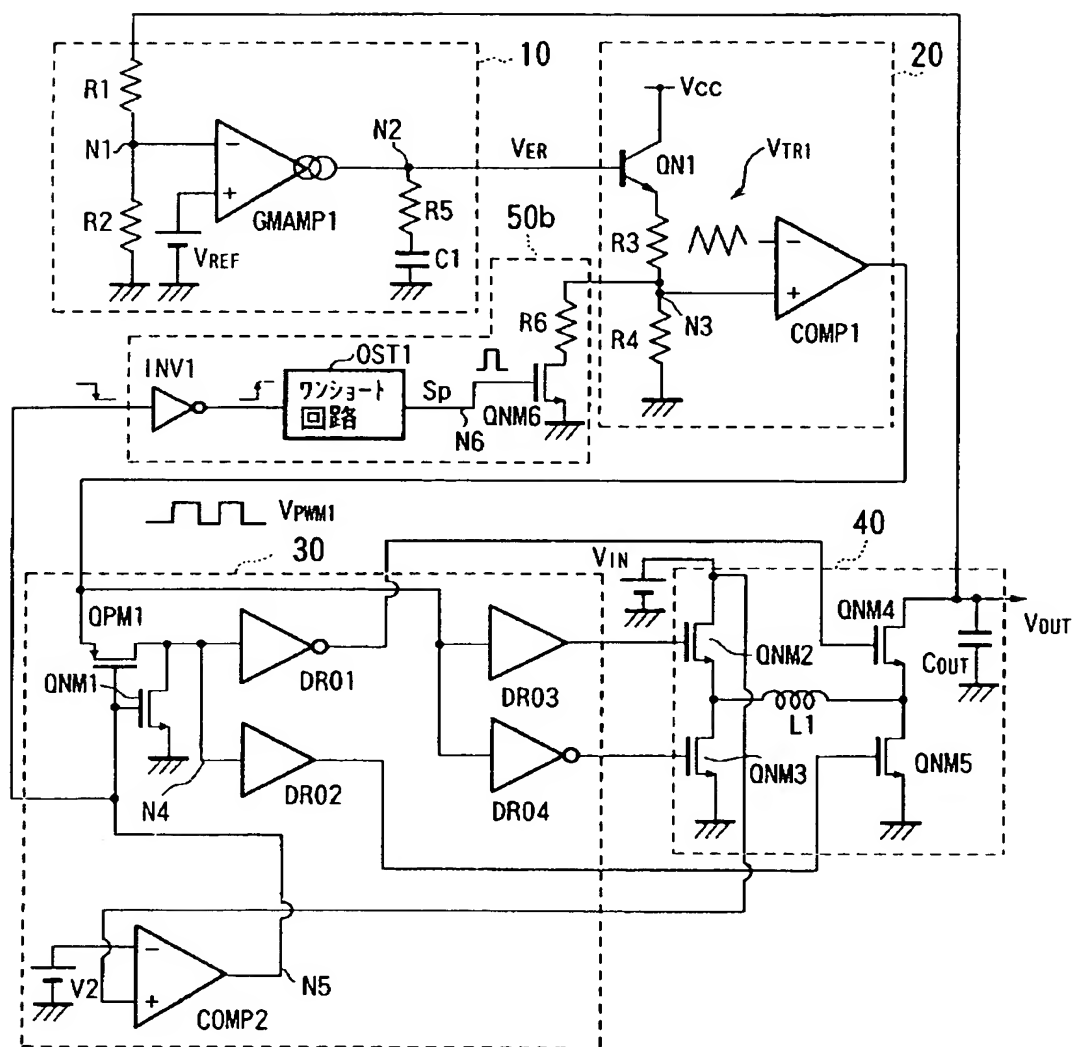 10
20
R1
VCC
N1
N2
VER
QN1
VTR1
R2
GMAMP1
R5
R3
50b
VREF
C1
R6
N3
R4
COMP1
INV1
OST1
ワンショート
回路
SP
N6
QNM6
VPWM1
30
40
VIN
QPM1
QNM4
VOUT
QNM1
DR01
DR03
QNM2
COUT
L1
N4
DR02
DR04
QNM3
QNM5
V2
N5
COMP2